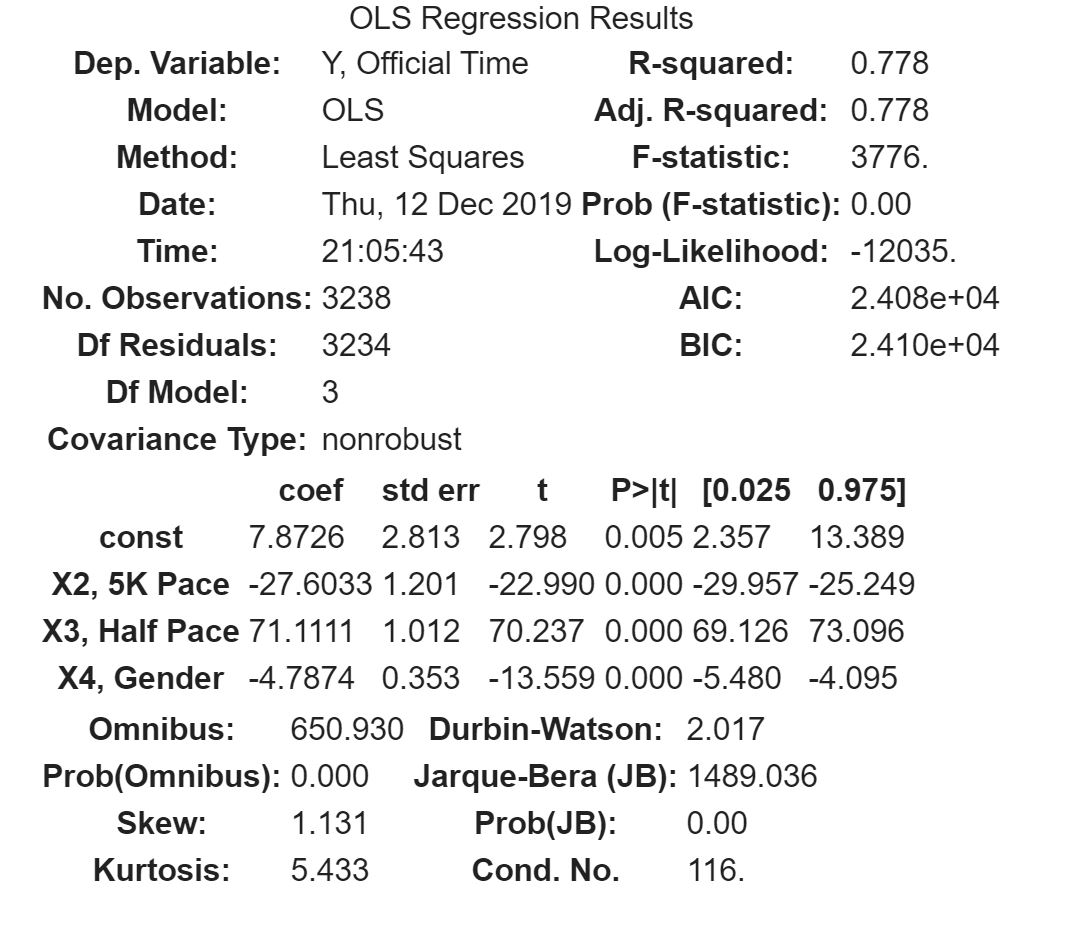 OLS Regression Results
Dep. Variable: Y, Official Time R-squared: 0.778
Model: OLS Adj. R-squared: 0.778
Method: Least Squares F-statistic: 3776.
Date: Thu, 12 Dec 2019 Prob (F-statistic): 0.00
Time: 21:05:43 Log-Likelihood: -12035.
No. Observations: 3238 AIC: 2.408e+04
Df Residuals: 3234 BIC: 2.410e+04
Df Model: 3
Covariance Type: nonrobust
coef std err t P>|t| [0.025 0.975]
const 7.8726 2.813 2.798 0.005 2.357 13.389
X2, 5K Pace -27.6033 1.201 -22.990 0.000 -29.957 -25.249
X3, Half Pace 71.1111 1.012 70.237 0.000 69.126 73.096
X4, Gender -4.7874 0.353 -13.559 0.000 -5.480 -4.095
Omnibus: 650.930 Durbin-Watson: 2.017
Prob(Omnibus): 0.000 Jarque-Bera (JB): 1489.036
Skew: 1.131 Prob(JB): 0.00
Kurtosis: 5.433 Cond. No. 116.